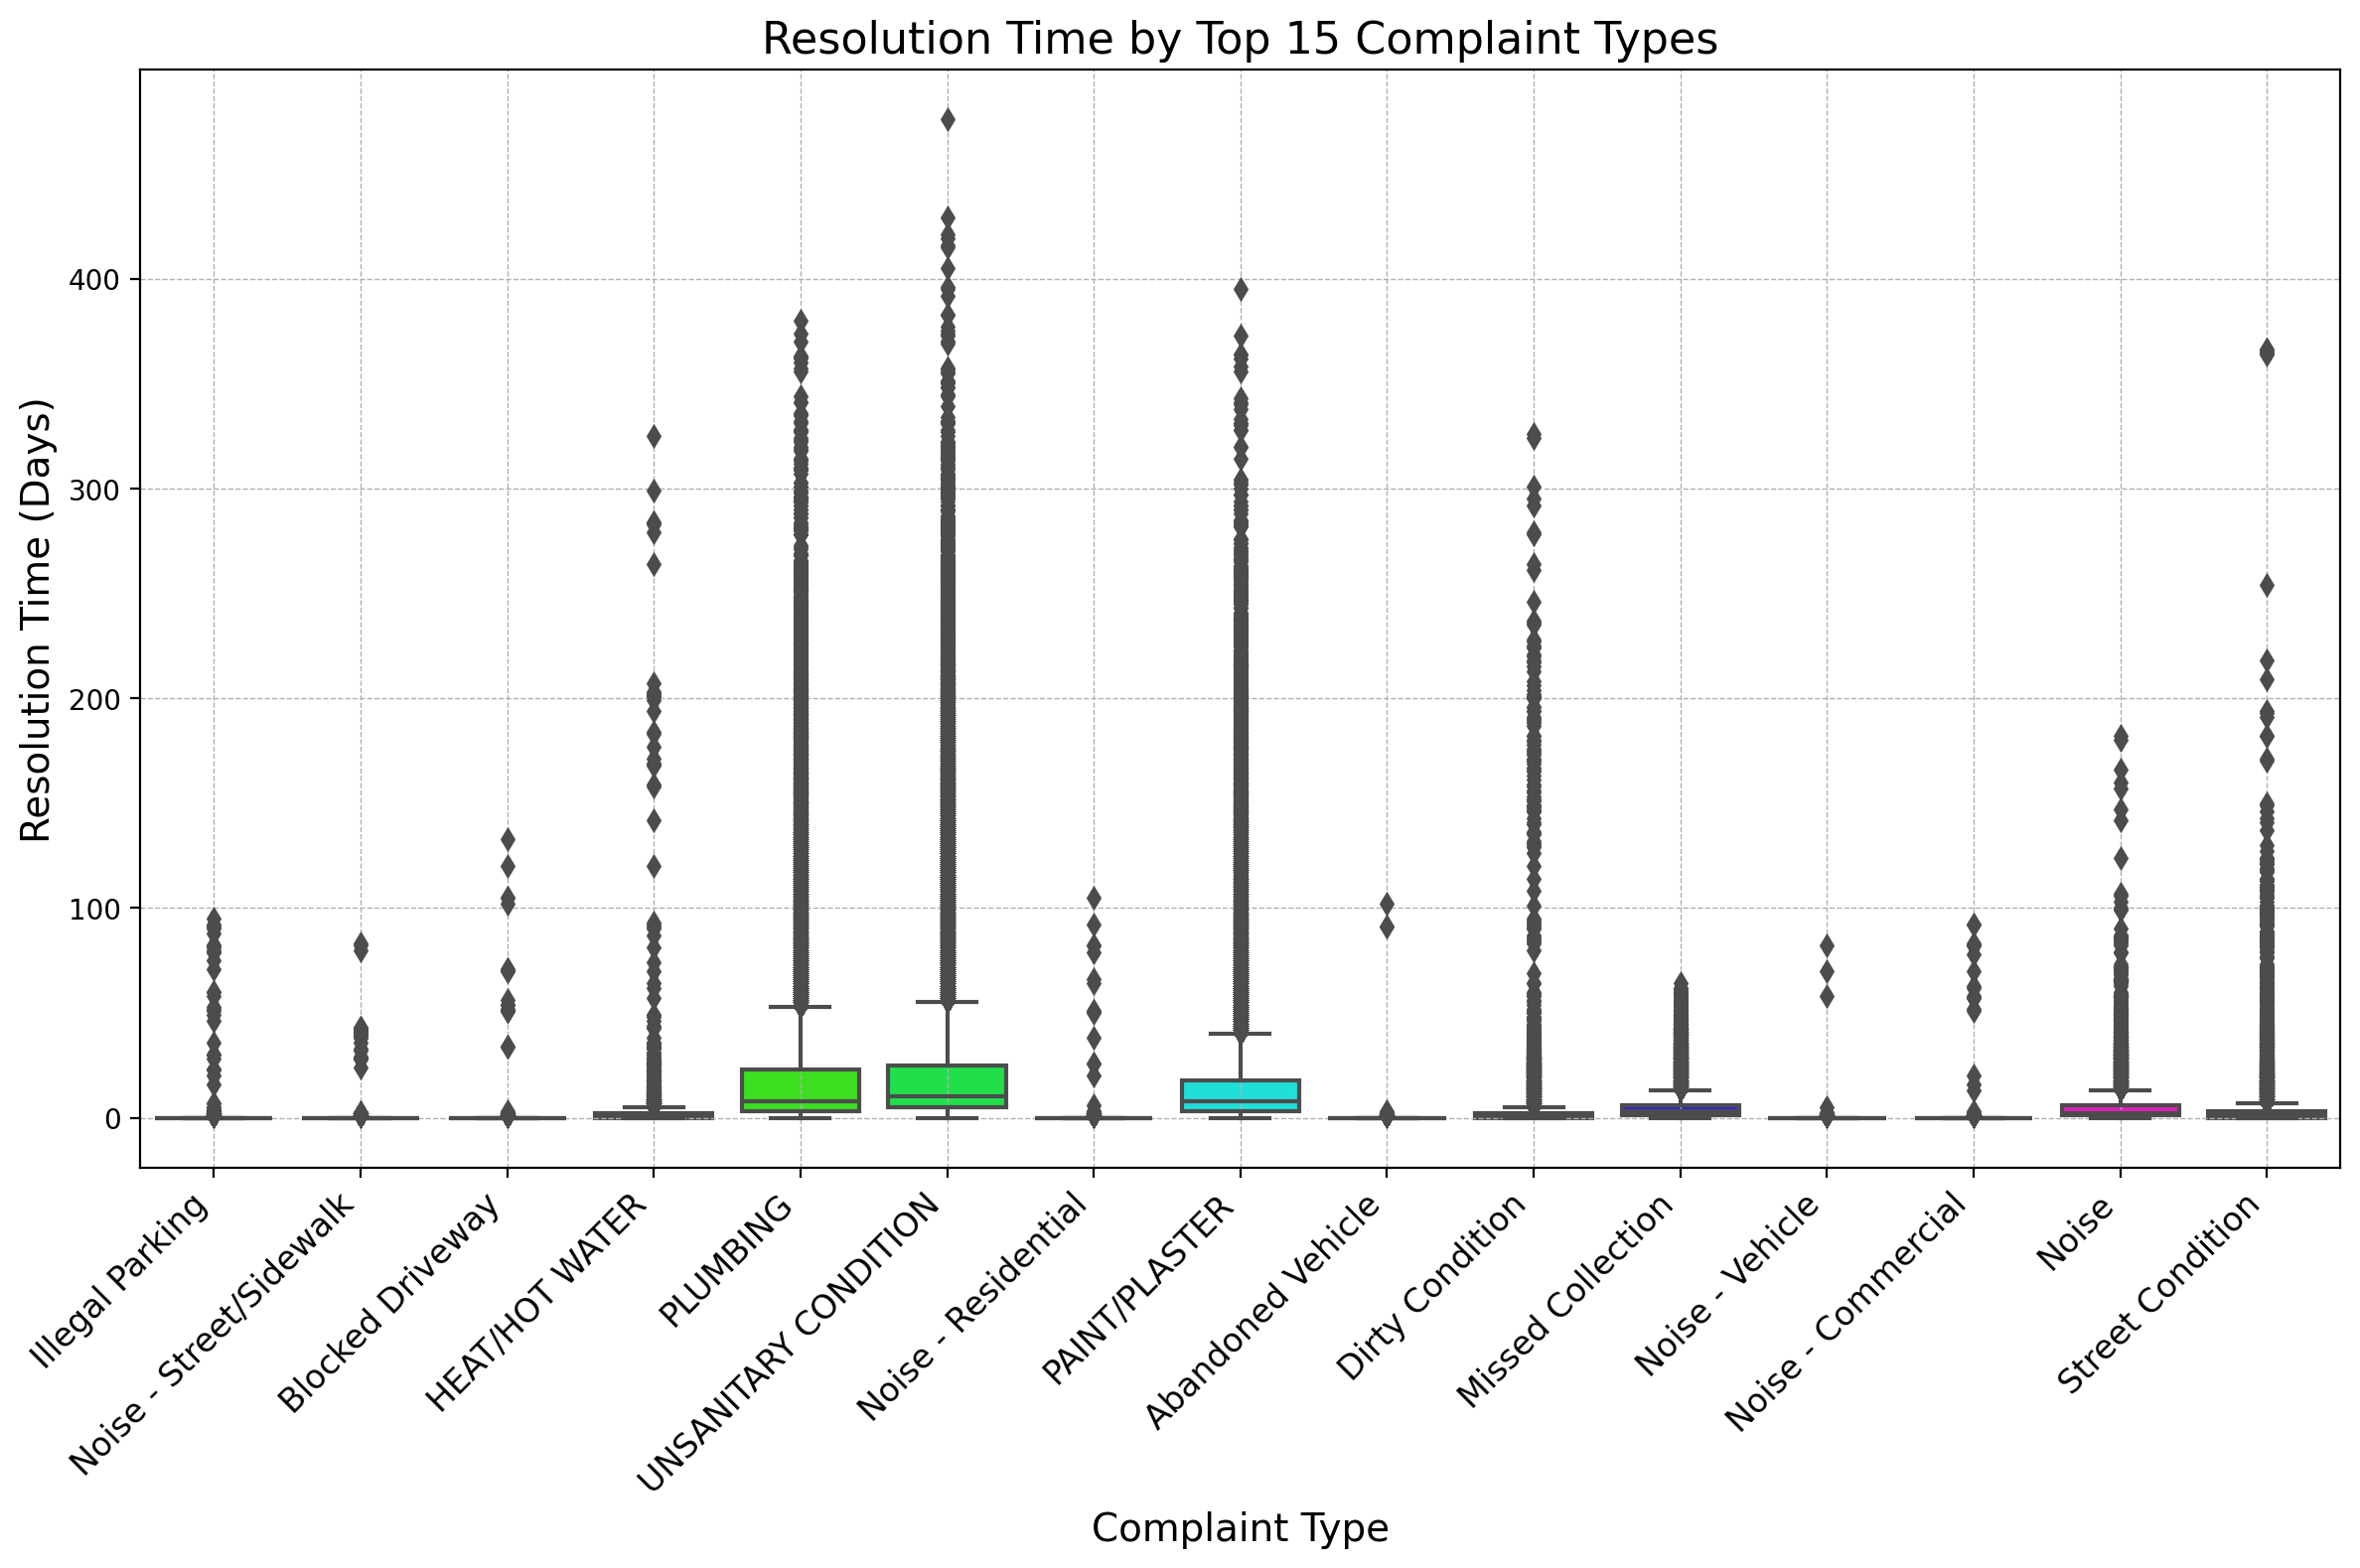 Resolution Time by Top 15 Complaint Types
Resolution Time (Days)
400
300
200
100
0
Illegal Parking
Noise - Street/Sidewalk
Blocked Driveway
HEAT/HOT WATER
PLUMBING
UNSANITARY CONDITION
Noise - Residential
PAINT/PLASTER
Abandoned Vehicle
Dirty Condition
Missed Collection
Noise - Vehicle
Noise - Commercial
Noise
Street Condition
Complaint Type